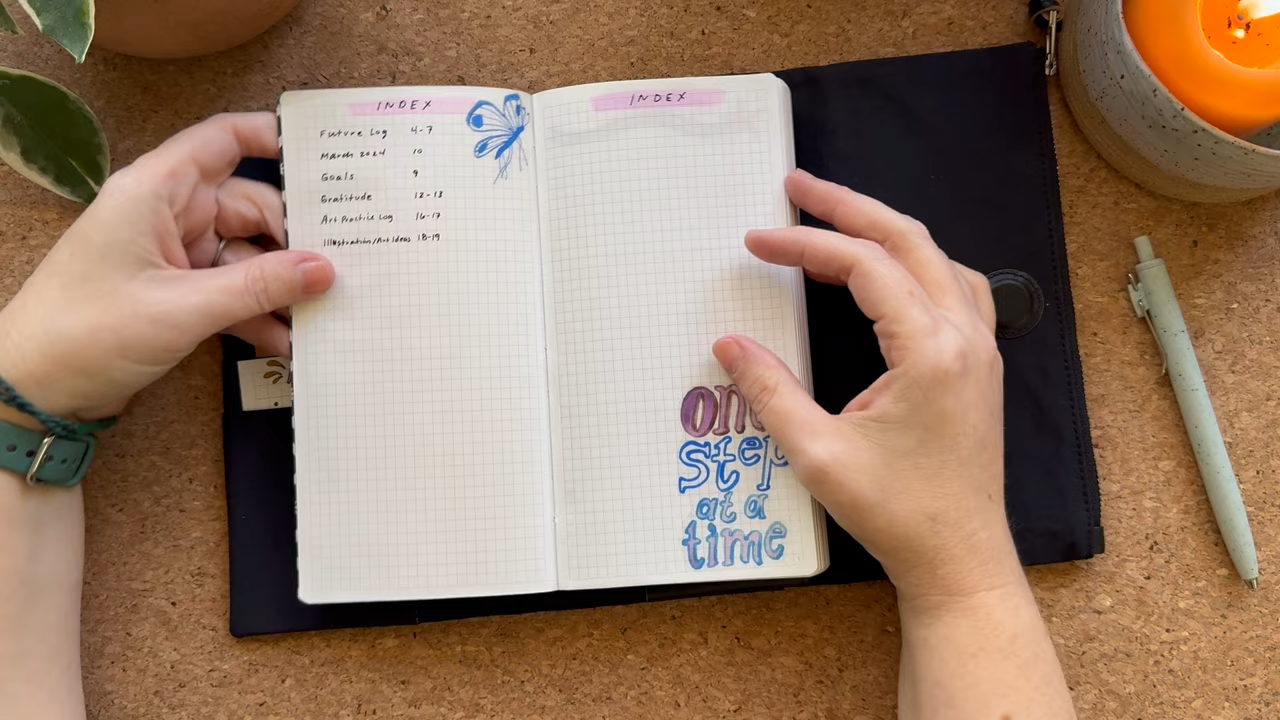 INDEX
Future Log 4-7
March 2024 10
Goals 9
Gratitude 12-13
Art Practice Log 16-17
Illustration/Art Ideas 18-19
INDEX
one
step
at a
time